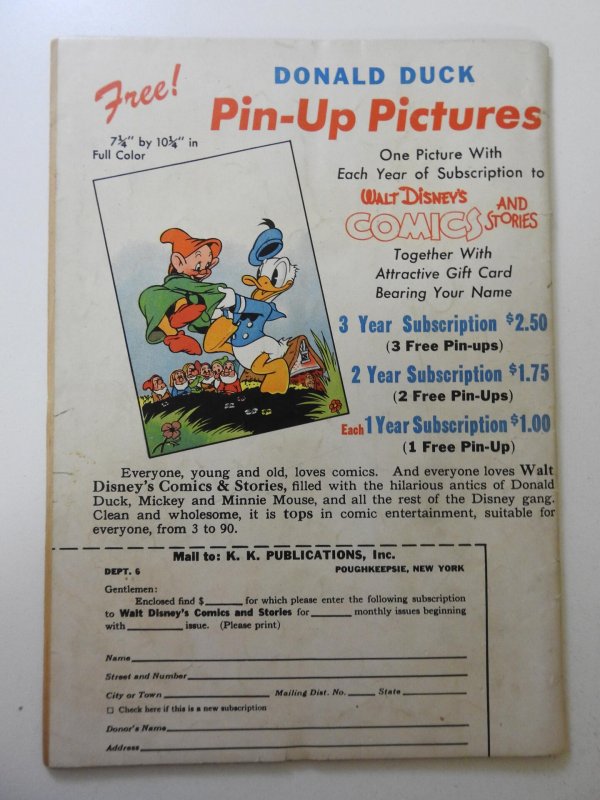 Free!
DONALD DUCK
Pin-Up Pictures
7¼" by 10¼" in
Full Color
One Picture With
Each Year of Subscription to
WALT DISNEY'S
COMICS AND STORIES
Together With
Attractive Gift Card
Bearing Your Name
3 Year Subscription $2.50
(3 Free Pin-ups)
2 Year Subscription $1.75
(2 Free Pin-Ups)
Each 1 Year Subscription $1.00
(1 Free Pin-Up)
Everyone, young and old, loves comics. And everyone loves Walt
Disney's Comics & Stories, filled with the hilarious antics of Donald
Duck, Mickey and Minnie Mouse, and all the rest of the Disney gang.
Clean and wholesome, it is tops in comic entertainment, suitable for
everyone, from 3 to 90.
Mail to: K. K. PUBLICATIONS, Inc.
DEPT. 6 POUGHKEEPSIE, NEW YORK
Gentlemen:
Enclosed find $______ for which please enter the following subscription
to Walt Disney's Comics and Stories for______ monthly issues beginning
with________ issue. (Please print)
Name
Street and Number
City or Town Mailing Dist. No. State
☐ Check here if this is a new subscription
Donor's Name
Address